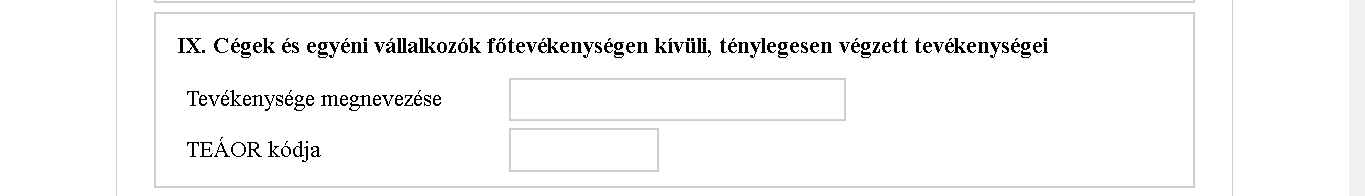 IX. Cégek és egyéni vállalkozók főtevékenységen kívüli, ténylegesen végzett tevékenységei
Tevékenysége megnevezése
TEÁOR kódja